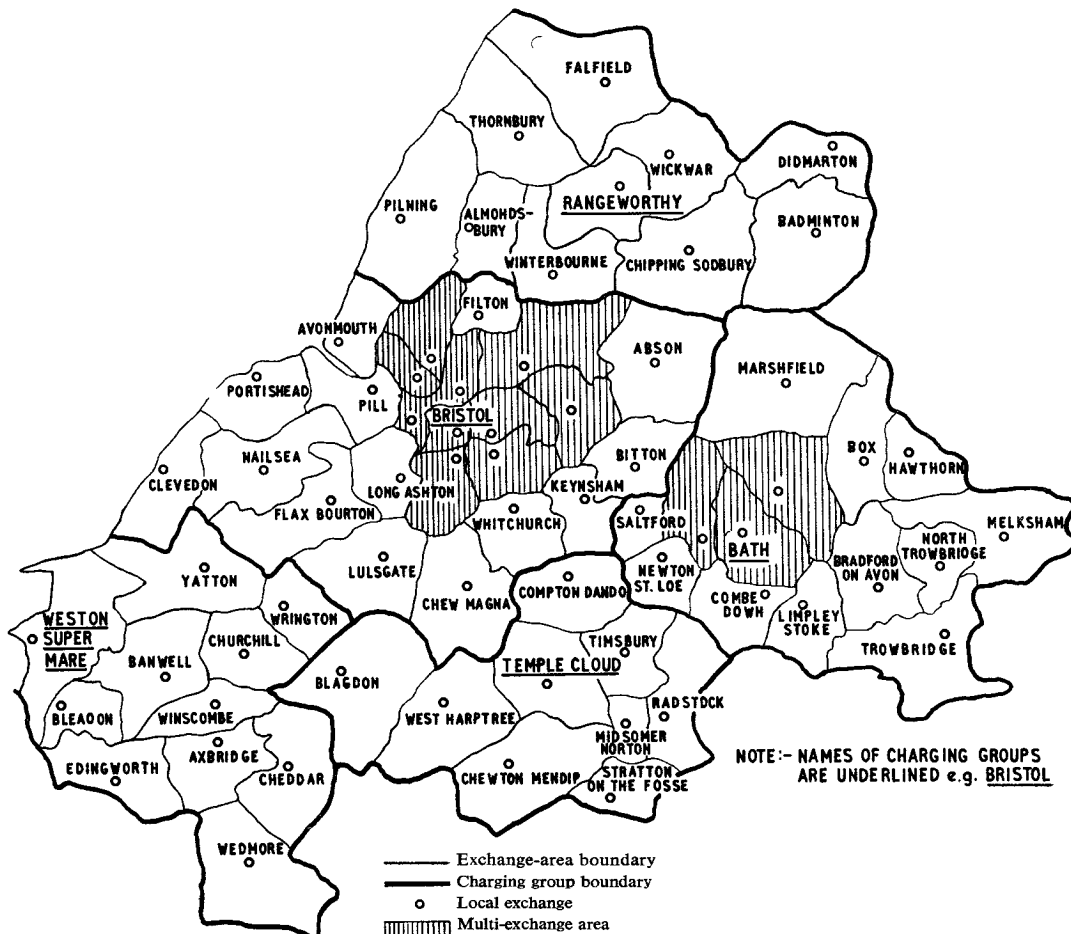 FALFIELD
THORNBURY
WICKWAR
DIDMARTON
PILNING
ALMONDS-
BURY
RANGEWORTHY
BADMINTON
WINTERBOURNE
CHIPPING SODBURY
FILTON
AVONMOUTH
ABSON
MARSHFIELD
PORTISHEAD
PILL
BRISTOL
NAILSEA
BITTON
BOX
HAWTHORN
CLEVEDON
LONG ASHTON
KEYNSHAM
FLAX BOURTON
WHITCHURCH
SALTFORD
MELKSHAM
NORTH
TROWBRIDGE
BATH
BRADFORD
ON AVON
YATTON
LULSGATE
CHEW MAGNA
COMPTON DANDO
NEWTON
ST. LOE
COMBE
DOWN
LIMPLEY
STOKE
WRINGTON
WESTON
SUPER
MARE
CHURCHILL
TIMSBURY
TROWBRIDGE
BANWELL
BLAGDON
TEMPLE CLOUD
BLEADON
WINSCOMBE
WEST HARPTREE
RADSTOCK
MIDSOMER
NORTON
AXBRIDGE
EDINGWORTH
CHEDDAR
CHEWTON MENDIP
STRATTON
ON THE FOSSE
NOTE:- NAMES OF CHARGING GROUPS
ARE UNDERLINED e.g. BRISTOL
WEDMORE
Exchange-area boundary
Charging group boundary
Local exchange
Multi-exchange area